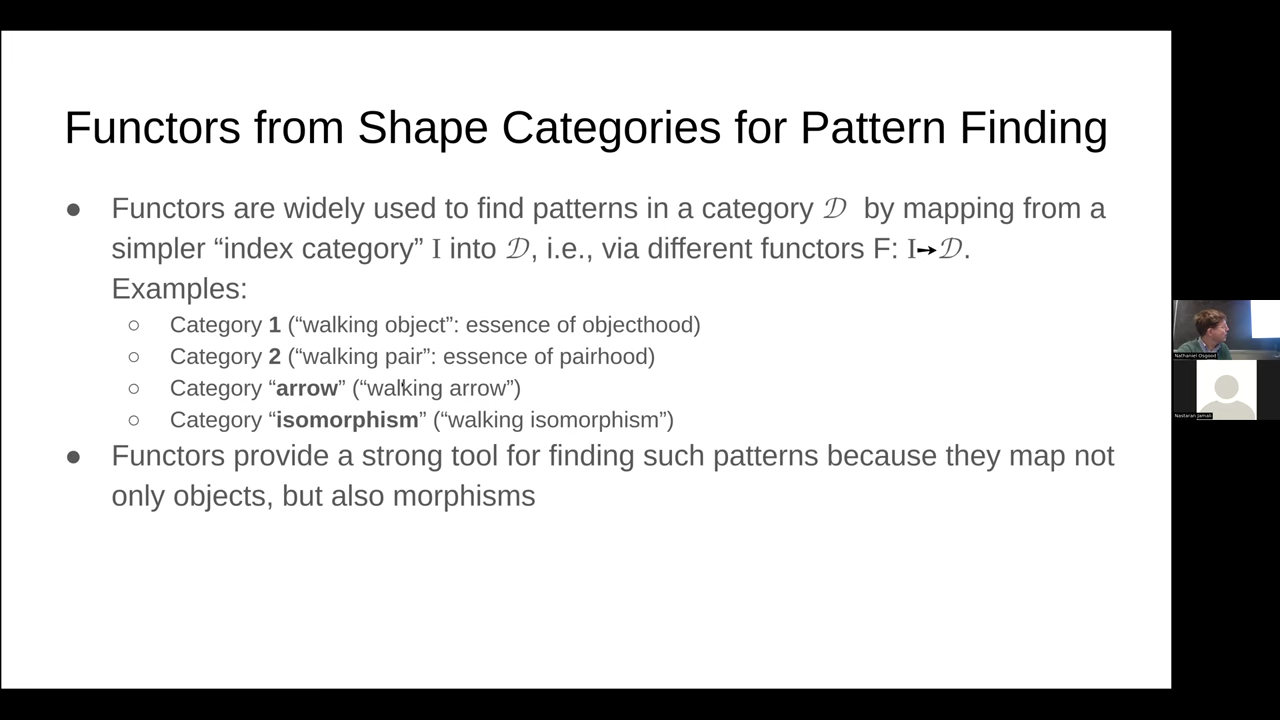 Functors from Shape Categories for Pattern Finding
● Functors are widely used to find patterns in a category 𝒟 by mapping from a
simpler “index category” I into 𝒟, i.e., via different functors F: I➙𝒟.
Examples:
○ Category 1 (“walking object”: essence of objecthood)
○ Category 2 (“walking pair”: essence of pairhood)
○ Category “arrow” (“walking arrow”)
○ Category “isomorphism” (“walking isomorphism”)
● Functors provide a strong tool for finding such patterns because they map not
only objects, but also morphisms
Nathaniel Osgood
Nastaran Jamali